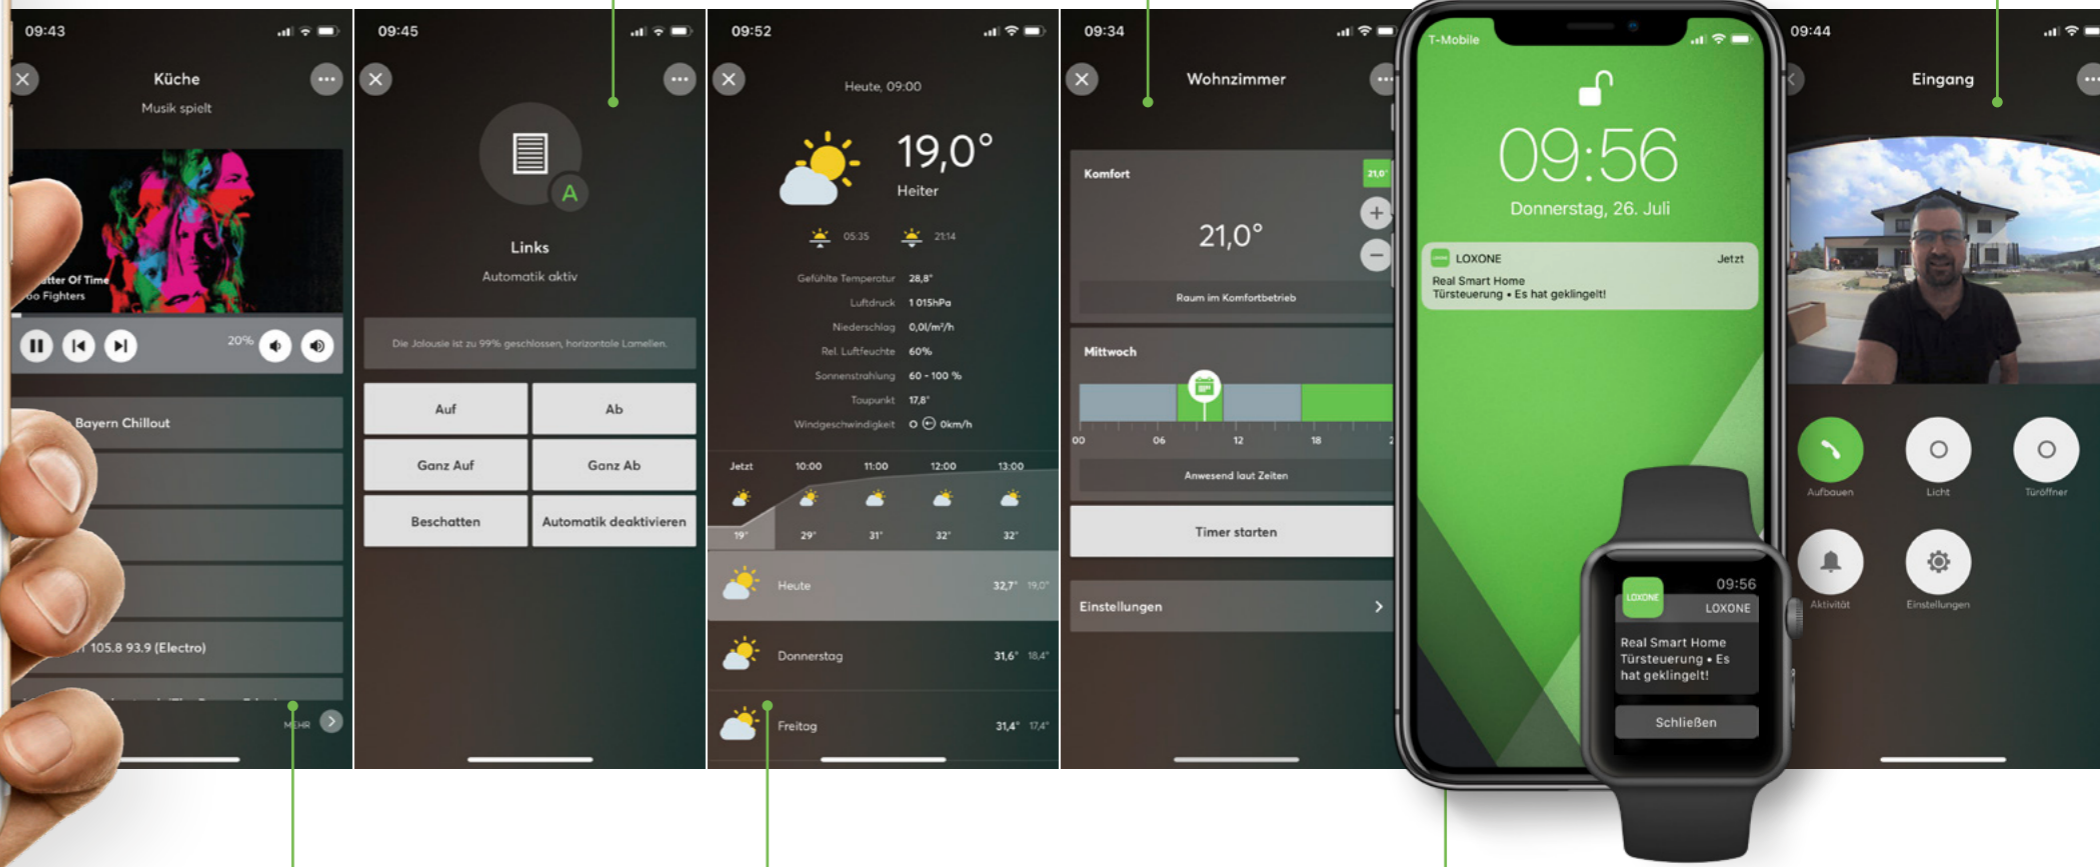 09:43
Küche
Musik spielt
atter Of Time
oo Fighters
20%
Bayern Chillout
105.8 93.9 (Electro)
MEHR
09:45
A
Links
Automatik aktiv
Die Jalousie ist zu 99% geschlossen, horizontale Lamellen.
Auf
Ab
Ganz Auf
Ganz Ab
Beschatten
Automatik deaktivieren
09:52
Heute, 09:00
19,0°
Heiter
05:35 21:14
Gefühlte Temperatur 28,8°
Luftdruck 1 015hPa
Niederschlag 0,0l/m²/h
Rel. Luftfeuchte 60%
Sonnenstrahlung 60 - 100 %
Taupunkt 17,8°
Windgeschwindigkeit O 0km/h
Jetzt 10:00 11:00 12:00 13:00
19° 29° 31° 32° 32°
Heute 32,7° 19,0°
Donnerstag 31,6° 18,4°
Freitag 31,4° 17,4°
09:34
Wohnzimmer
Komfort
21,0°
21,0°
Raum im Komfortbetrieb
Mittwoch
00 06 12 18 2
Anwesend laut Zeiten
Timer starten
Einstellungen
T-Mobile
09:56
Donnerstag, 26. Juli
LOXONE Jetzt
Real Smart Home
Türsteuerung • Es hat geklingelt!
09:56
LOXONE
LOXONE
Real Smart Home
Türsteuerung • Es
hat geklingelt!
Schließen
09:44
Eingang
Aufbauen
Licht
Türöffner
Aktivität
Einstellungen